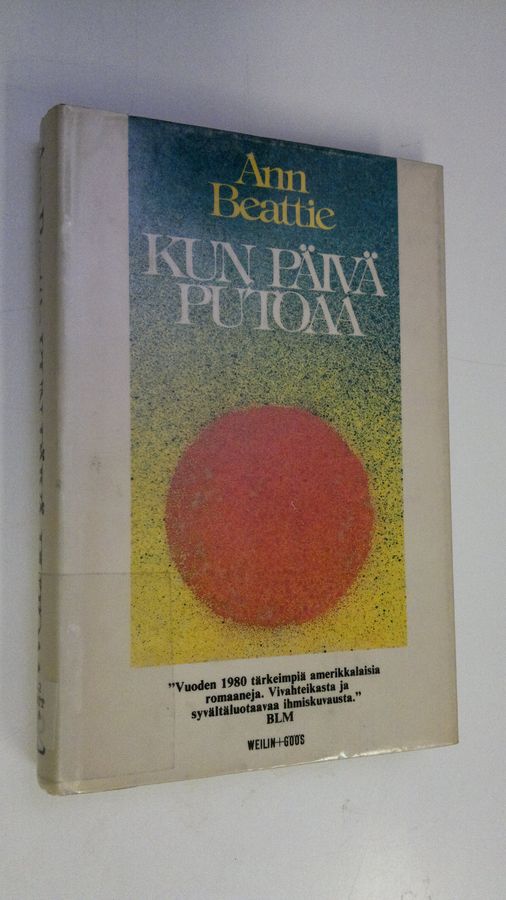 Ann
Beattie
KUN PÄIVÄ
PUTOAA
"Vuoden 1980 tärkeimpiä amerikkalaisia
romaaneja. Vivahteikasta ja
syvältäluotaavaa ihmiskuvausta."
BLM
WEILIN+GÖÖS